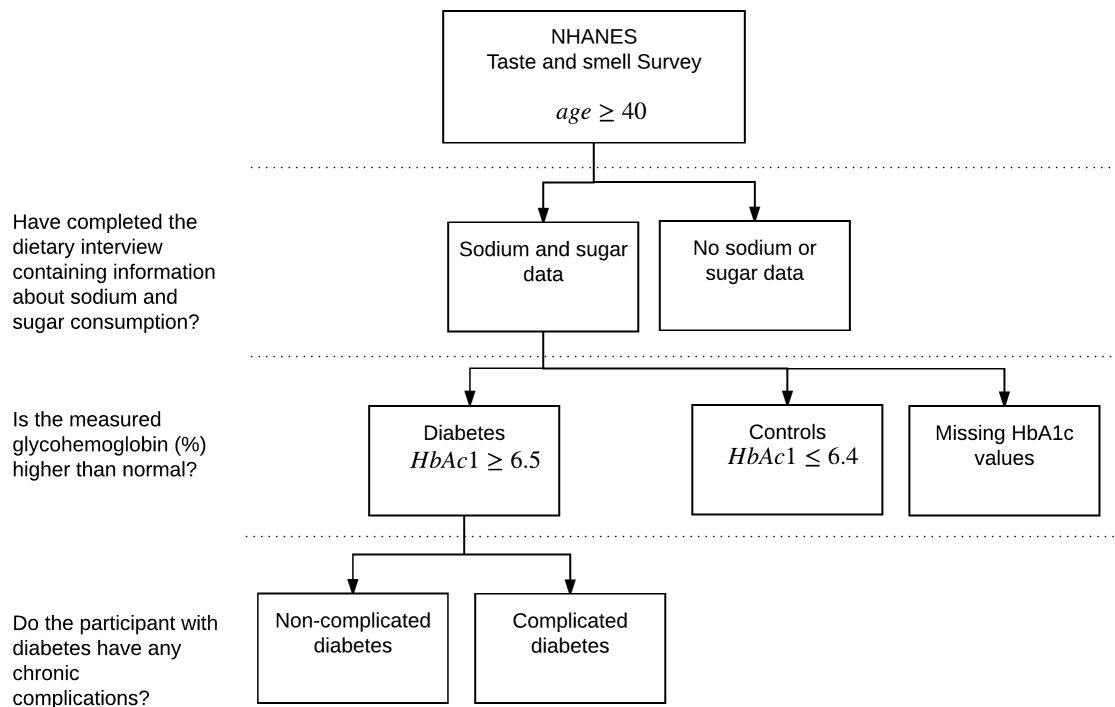 NHANES
Taste and smell Survey
age ≥ 40
Have completed the
dietary interview
containing information
about sodium and
sugar consumption?
Sodium and sugar
data
No sodium or
sugar data
Is the measured
glycohemoglobin (%)
higher than normal?
Diabetes
HbAc1 ≥ 6.5
Controls
HbAc1 ≤ 6.4
Missing HbA1c
values
Do the participant with
diabetes have any
chronic
complications?
Non-complicated
diabetes
Complicated
diabetes